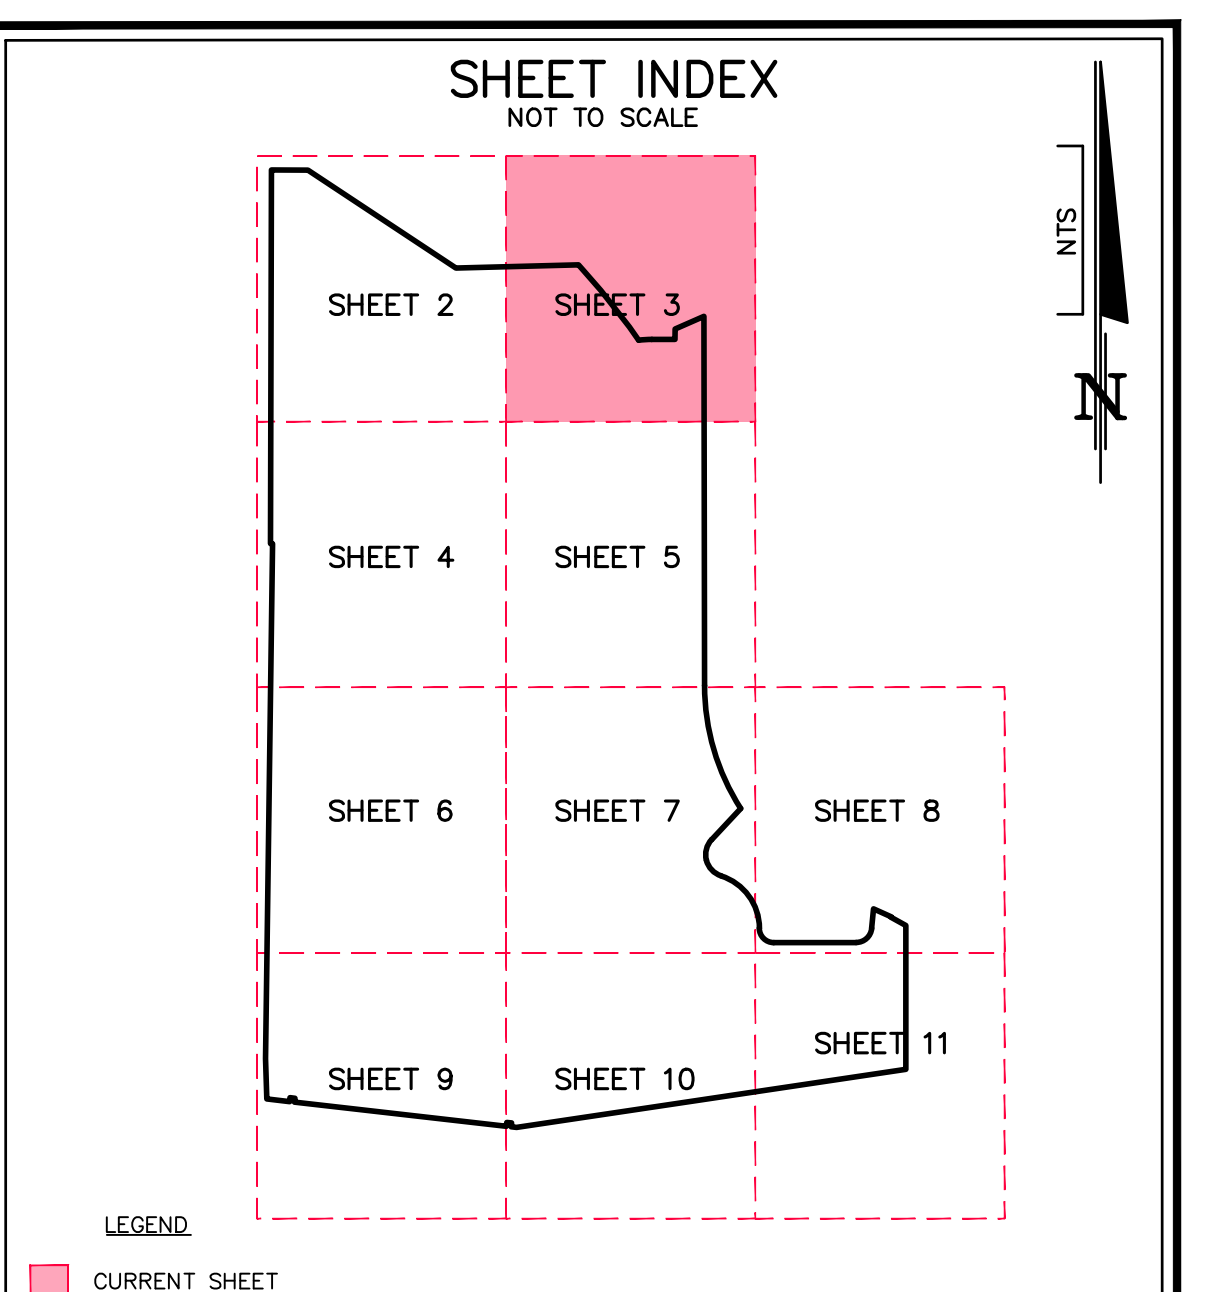 SHEET INDEX
NOT TO SCALE
NTS
N
SHEET 2
SHEET 3
SHEET 4
SHEET 5
SHEET 6
SHEET 7
SHEET 8
SHEET 9
SHEET 10
SHEET 11
LEGEND
CURRENT SHEET